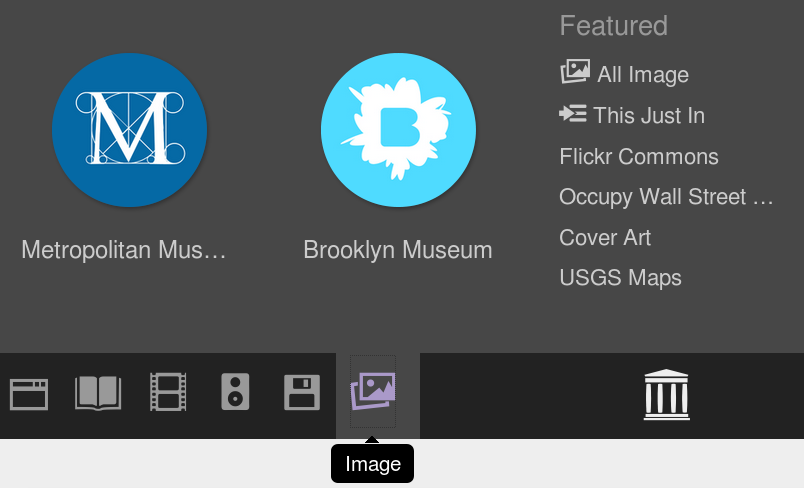 M
B
Metropolitan Mus...
Brooklyn Museum
Featured
All Image
This Just In
Flickr Commons
Occupy Wall Street ...
Cover Art
USGS Maps
Image